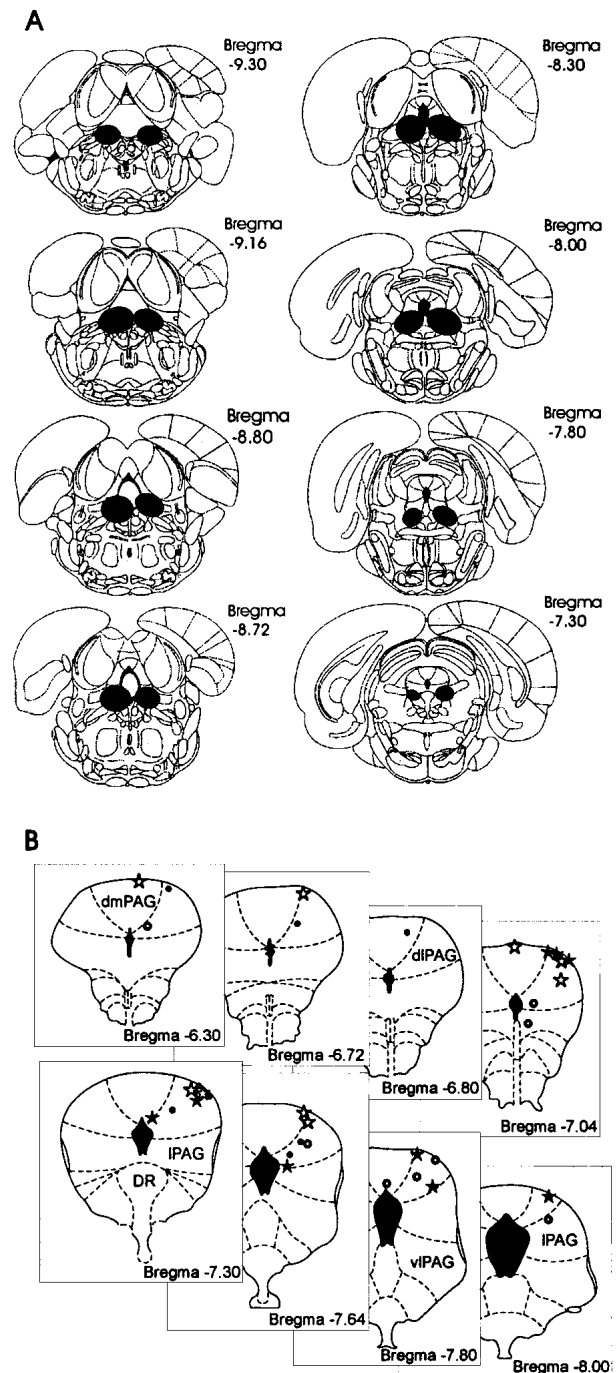 A
Bregma
-9.30
Bregma
-8.30
Bregma
-9.16
Bregma
-8.00
Bregma
-8.80
Bregma
-7.80
Bregma
-8.72
Bregma
-7.30
B
dmPAG
Bregma -6.30
Bregma -6.72
dlPAG
Bregma -6.80
Bregma -7.04
lPAG
DR
Bregma -7.30
Bregma -7.64
vlPAG
Bregma -7.80
lPAG
Bregma -8.00